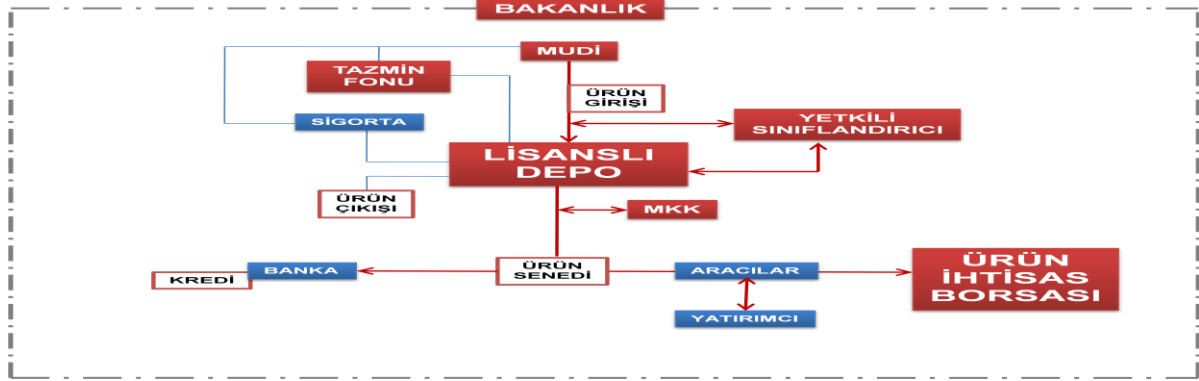 BAKANLIK
MUDİ
TAZMİN
FONU
ÜRÜN
GİRİŞİ
SİGORTA
YETKİLİ
SINIFLANDIRICI
LİSANSLI
DEPO
ÜRÜN
ÇIKIŞI
MKK
KREDİ
BANKA
ÜRÜN
SENEDİ
ARACILAR
ÜRÜN
İHTİSAS
BORSASI
YATIRIMCI